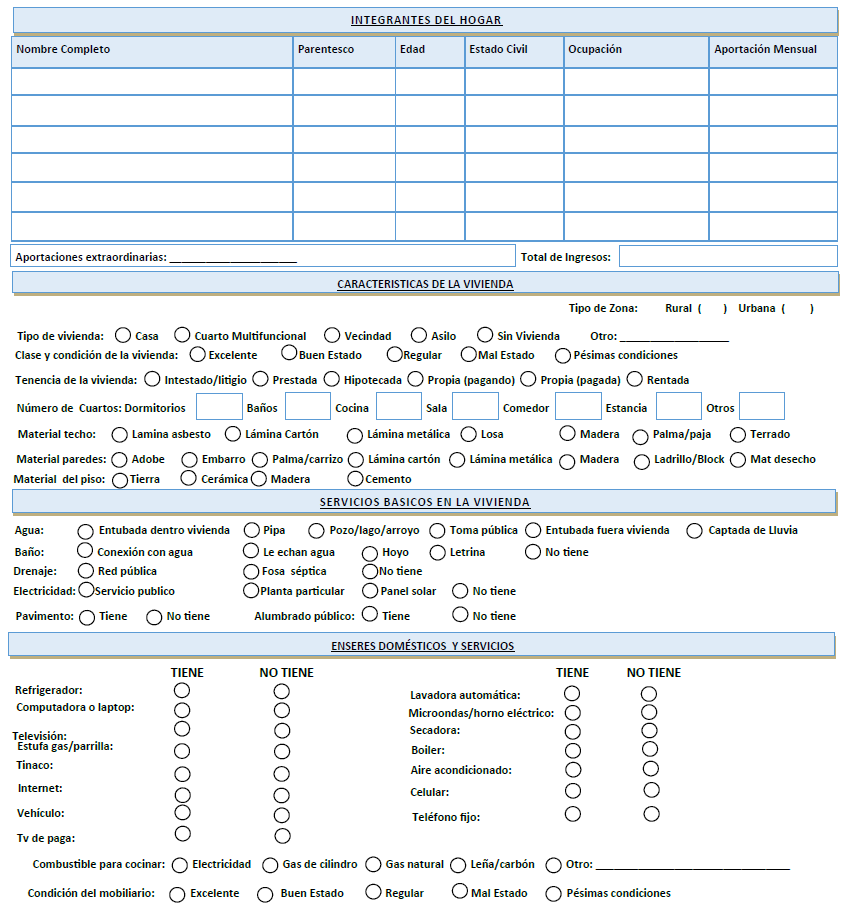 INTEGRANTES DEL HOGAR
Nombre Completo Parentesco Edad Estado Civil Ocupación Aportación Mensual
Aportaciones extraordinarias: ____________________ Total de Ingresos:
CARACTERISTICAS DE LA VIVIENDA
Tipo de Zona: Rural ( ) Urbana ( )
Tipo de vivienda: Casa Cuarto Multifuncional Vecindad Asilo Sin Vivienda Otro: __________________
Clase y condición de la vivienda: Excelente Buen Estado Regular Mal Estado Pésimas condiciones
Tenencia de la vivienda: Intestado/litigio Prestada Hipotecada Propia (pagando) Propia (pagada) Rentada
Número de Cuartos: Dormitorios Baños Cocina Sala Comedor Estancia Otros
Material techo: Lamina asbesto Lámina Cartón Lámina metálica Losa Madera Palma/paja Terrado
Material paredes: Adobe Embarro Palma/carrizo Lámina cartón Lámina metálica Madera Ladrillo/Block Mat desecho
Material del piso: Tierra Cerámica Madera Cemento
SERVICIOS BASICOS EN LA VIVIENDA
Agua: Entubada dentro vivienda Pipa Pozo/lago/arroyo Toma pública Entubada fuera vivienda Captada de Lluvia
Baño: Conexión con agua Le echan agua Hoyo Letrina No tiene
Drenaje: Red pública Fosa séptica No tiene
Electricidad: Servicio publico Planta particular Panel solar No tiene
Pavimento: Tiene No tiene Alumbrado público: Tiene No tiene
ENSERES DOMÉSTICOS Y SERVICIOS
TIENE NO TIENE TIENE NO TIENE
Refrigerador: Lavadora automática:
Computadora o laptop: Microondas/horno eléctrico:
Televisión: Secadora:
Estufa gas/parrilla: Boiler:
Tinaco: Aire acondicionado:
Internet: Celular:
Vehículo: Teléfono fijo:
Tv de paga:
Combustible para cocinar: Electricidad Gas de cilindro Gas natural Leña/carbón Otro: ________________________________
Condición del mobiliario: Excelente Buen Estado Regular Mal Estado Pésimas condiciones